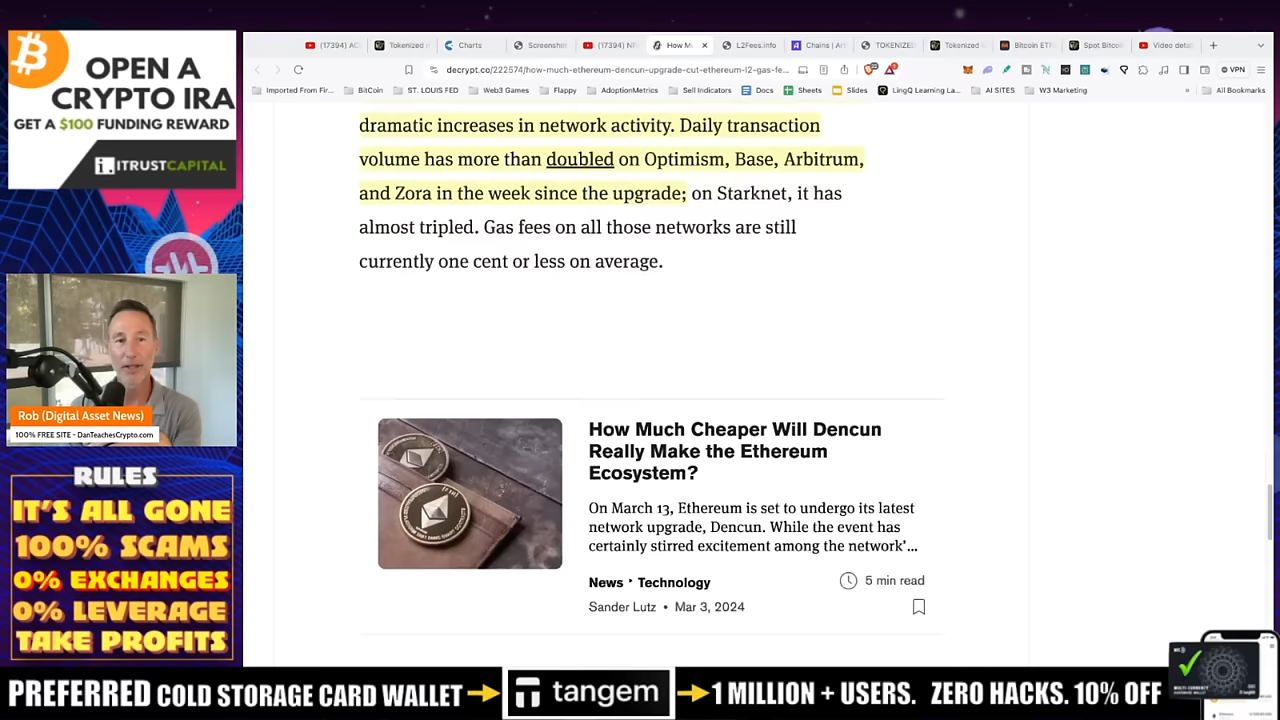 OPEN A
CRYPTO IRA
GET A $100 FUNDING REWARD
i. ITRUSTCAPITAL
Rob (Digital Asset News)
100% FREE SITE - DanTeachesCrypto.com
RULES
IT'S ALL GONE
100% SCAMS
0% EXCHANGES
0% LEVERAGE
TAKE PROFITS
(17394) AC
Tokenized r
Charts
Screenshot
(17394) NF
How M
L2Fees.info
Chains | Ar
TOKENIZED
Tokenized
Bitcoin ETF
Spot Bitcoi
Video detai
decrypt.co/222574/how-much-ethereum-dencun-upgrade-cut-ethereum-l2-gas-fe...
VPN
Imported From Fir...
BitCoin
ST. LOUIS FED
Web3 Games
Flappy
AdoptionMetrics
Sell Indicators
Docs
Sheets
Slides
LingQ Learning La...
AI SITES
W3 Marketing
»
All Bookmarks
dramatic increases in network activity. Daily transaction
volume has more than doubled on Optimism, Base, Arbitrum,
and Zora in the week since the upgrade; on Starknet, it has
almost tripled. Gas fees on all those networks are still
currently one cent or less on average.
How Much Cheaper Will Dencun
Really Make the Ethereum
Ecosystem?
On March 13, Ethereum is set to undergo its latest
network upgrade, Dencun. While the event has
certainly stirred excitement among the network'...
News · Technology
5 min read
Sander Lutz • Mar 3, 2024
PREFERRED COLD STORAGE CARD WALLET
tangem
1 MILLION + USERS. ZERO HACKS. 10% OFF